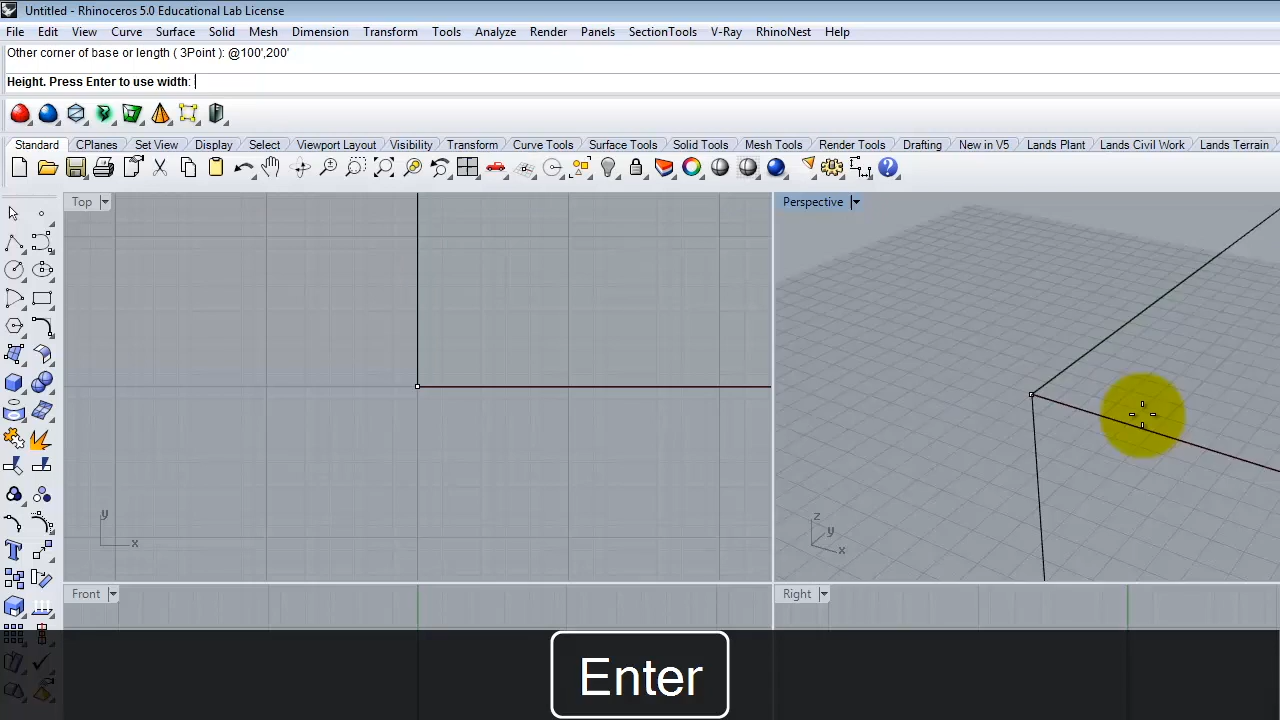 Untitled - Rhinoceros 5.0 Educational Lab License
File Edit View Curve Surface Solid Mesh Dimension Transform Tools Analyze Render Panels SectionTools V-Ray RhinoNest Help
Other corner of base or length ( 3Point ): @100',200'
Height. Press Enter to use width:
Standard CPlanes Set View Display Select Viewport Layout Visibility Transform Curve Tools Surface Tools Solid Tools Mesh Tools Render Tools Drafting New in V5 Lands Plant Lands Civil Work Lands Terrain
Top Perspective
y x
z y x
Front Right
Enter